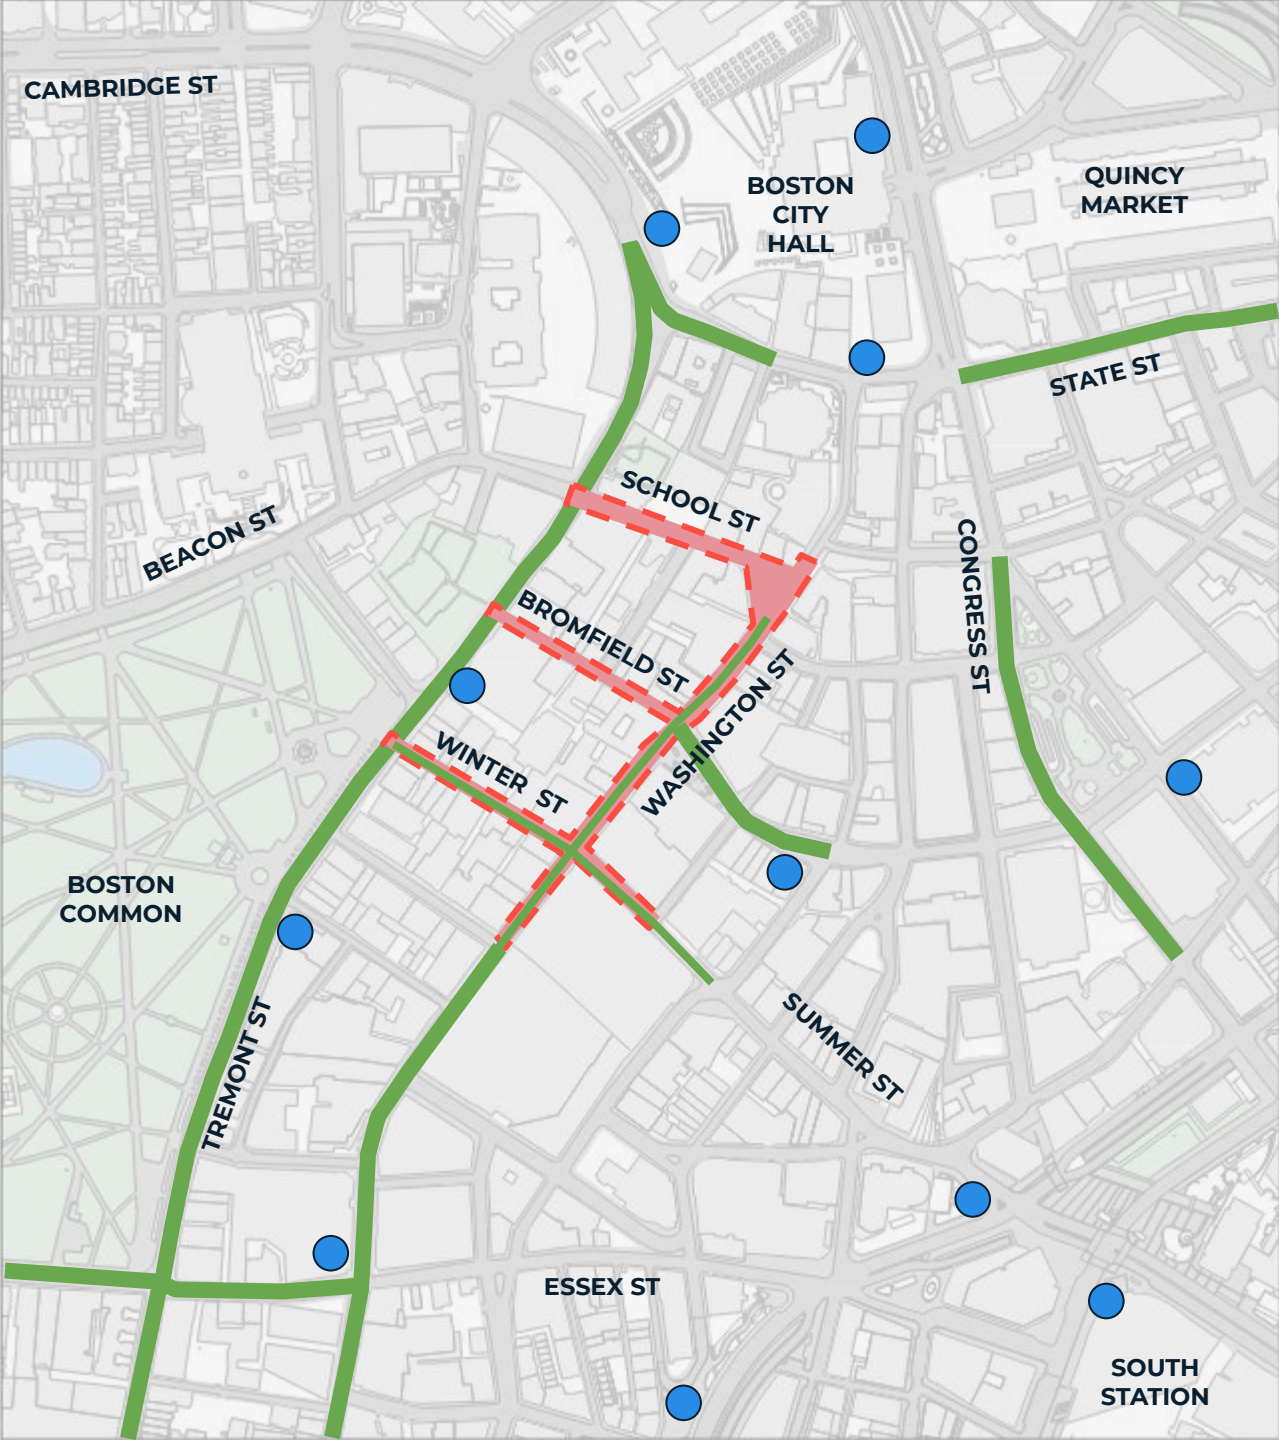 CAMBRIDGE ST
BOSTON
CITY
HALL
QUINCY
MARKET
STATE ST
SCHOOL ST
BEACON ST
CONGRESS ST
BROMFIELD ST
WASHINGTON ST
WINTER ST
BOSTON
COMMON
TREMONT ST
SUMMER ST
ESSEX ST
SOUTH
STATION